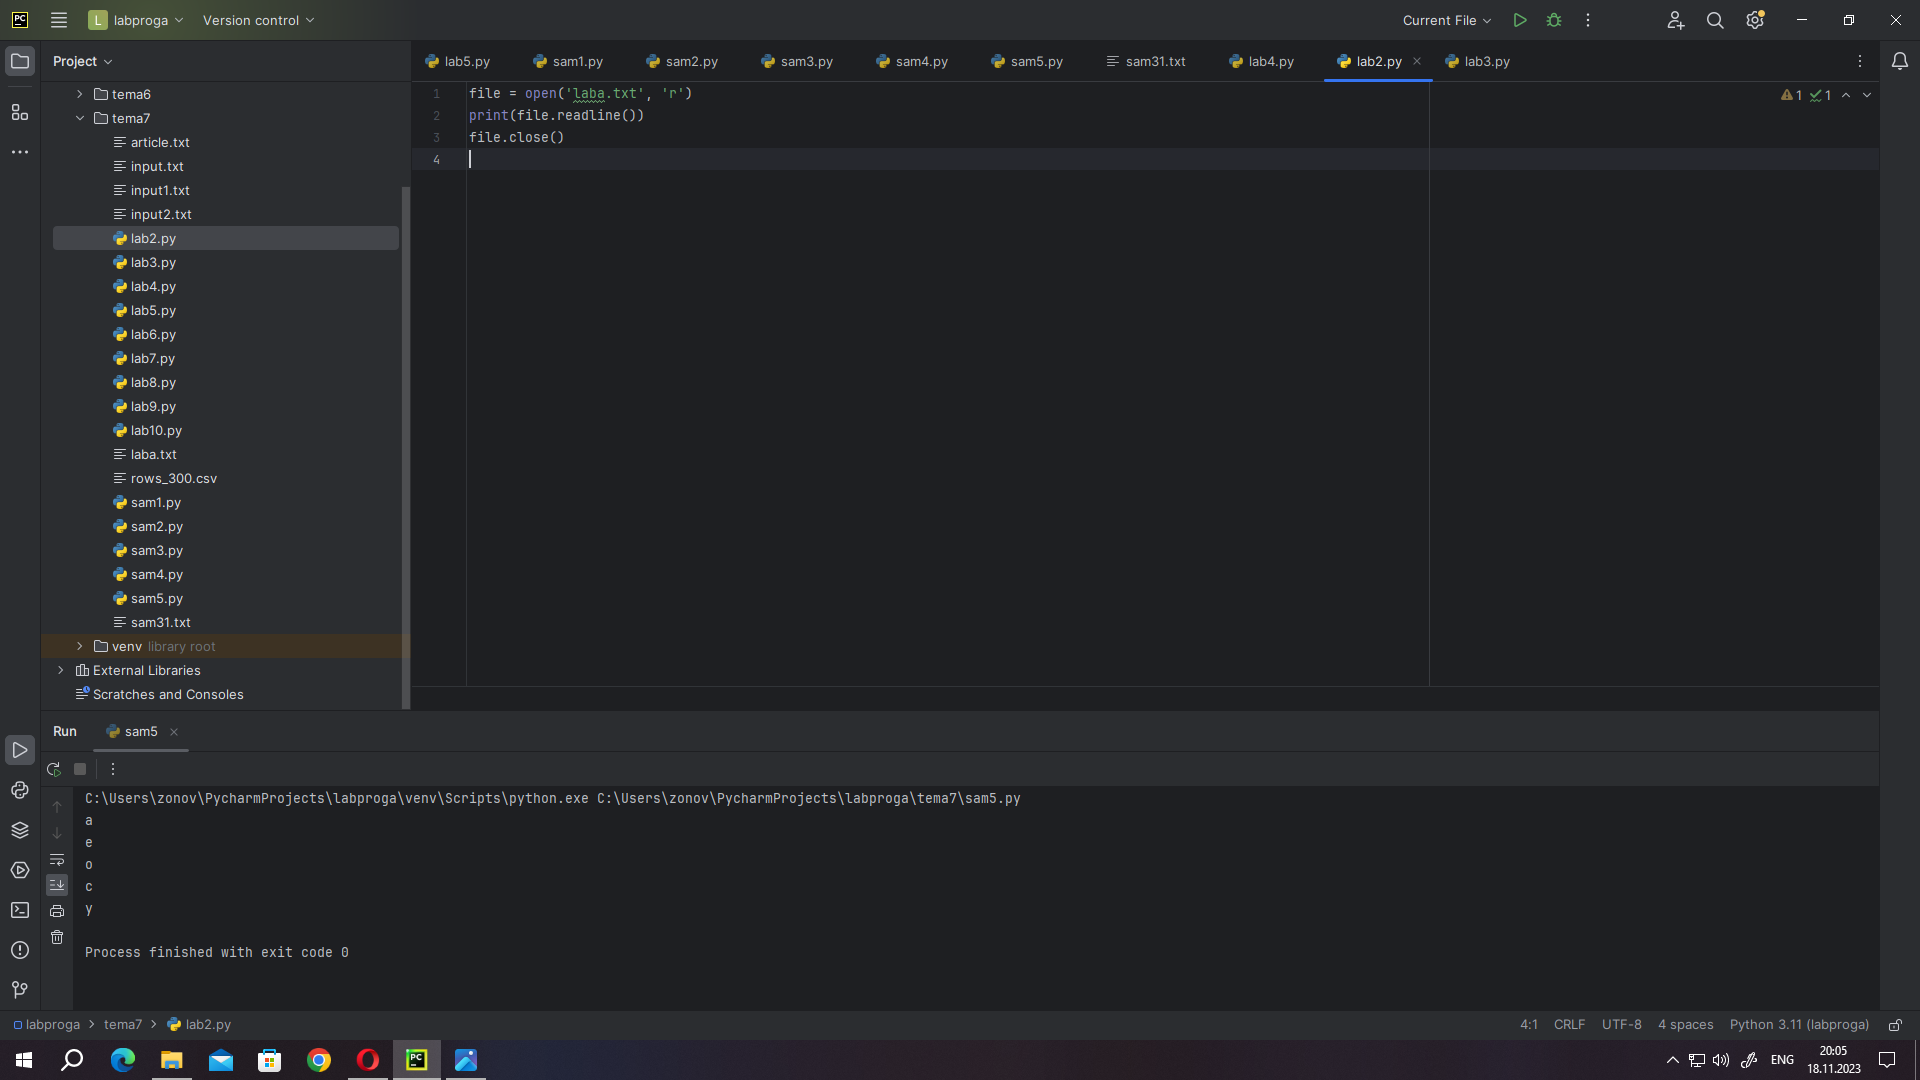 PC
L labproga
Version control
Current File
Project
lab5.py
sam1.py
sam2.py
sam3.py
sam4.py
sam5.py
sam31.txt
lab4.py
lab2.py
lab3.py
tema6
tema7
article.txt
input.txt
input1.txt
input2.txt
lab2.py
lab3.py
lab4.py
lab5.py
lab6.py
lab7.py
lab8.py
lab9.py
lab10.py
laba.txt
rows_300.csv
sam1.py
sam2.py
sam3.py
sam4.py
sam5.py
sam31.txt
venv library root
External Libraries
Scratches and Consoles
1 file = open('laba.txt', 'r')
2 print(file.readline())
3 file.close()
4
1 1
Run
sam5
C:\Users\zonov\PycharmProjects\labproga\venv\Scripts\python.exe C:\Users\zonov\PycharmProjects\labproga\tema7\sam5.py
a
e
o
c
y
Process finished with exit code 0
labproga > tema7 > lab2.py
4:1 CRLF UTF-8 4 spaces Python 3.11 (labproga)
PC
ENG
20:05
18.11.2023